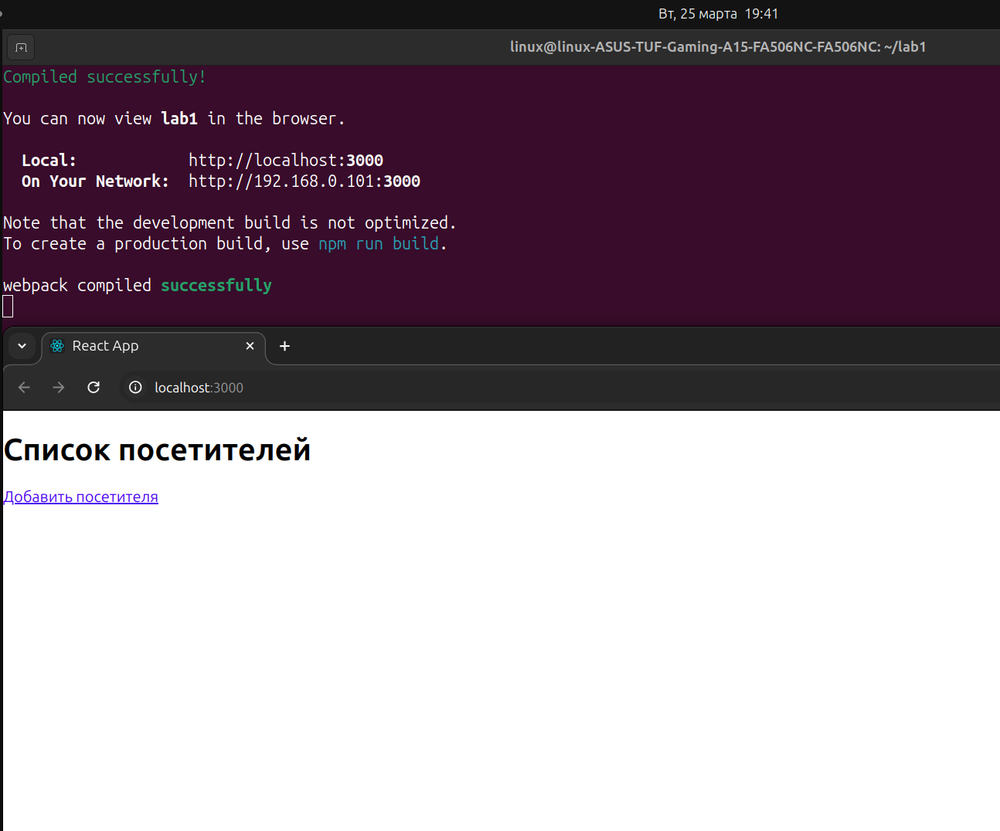 Вт, 25 марта 19:41
linux@linux-ASUS-TUF-Gaming-A15-FA506NC-FA506NC: ~/lab1
Compiled successfully!
You can now view lab1 in the browser.
Local: http://localhost:3000
On Your Network: http://192.168.0.101:3000
Note that the development build is not optimized.
To create a production build, use npm run build.
webpack compiled successfully
React App
localhost:3000
Список посетителей
Добавить посетителя